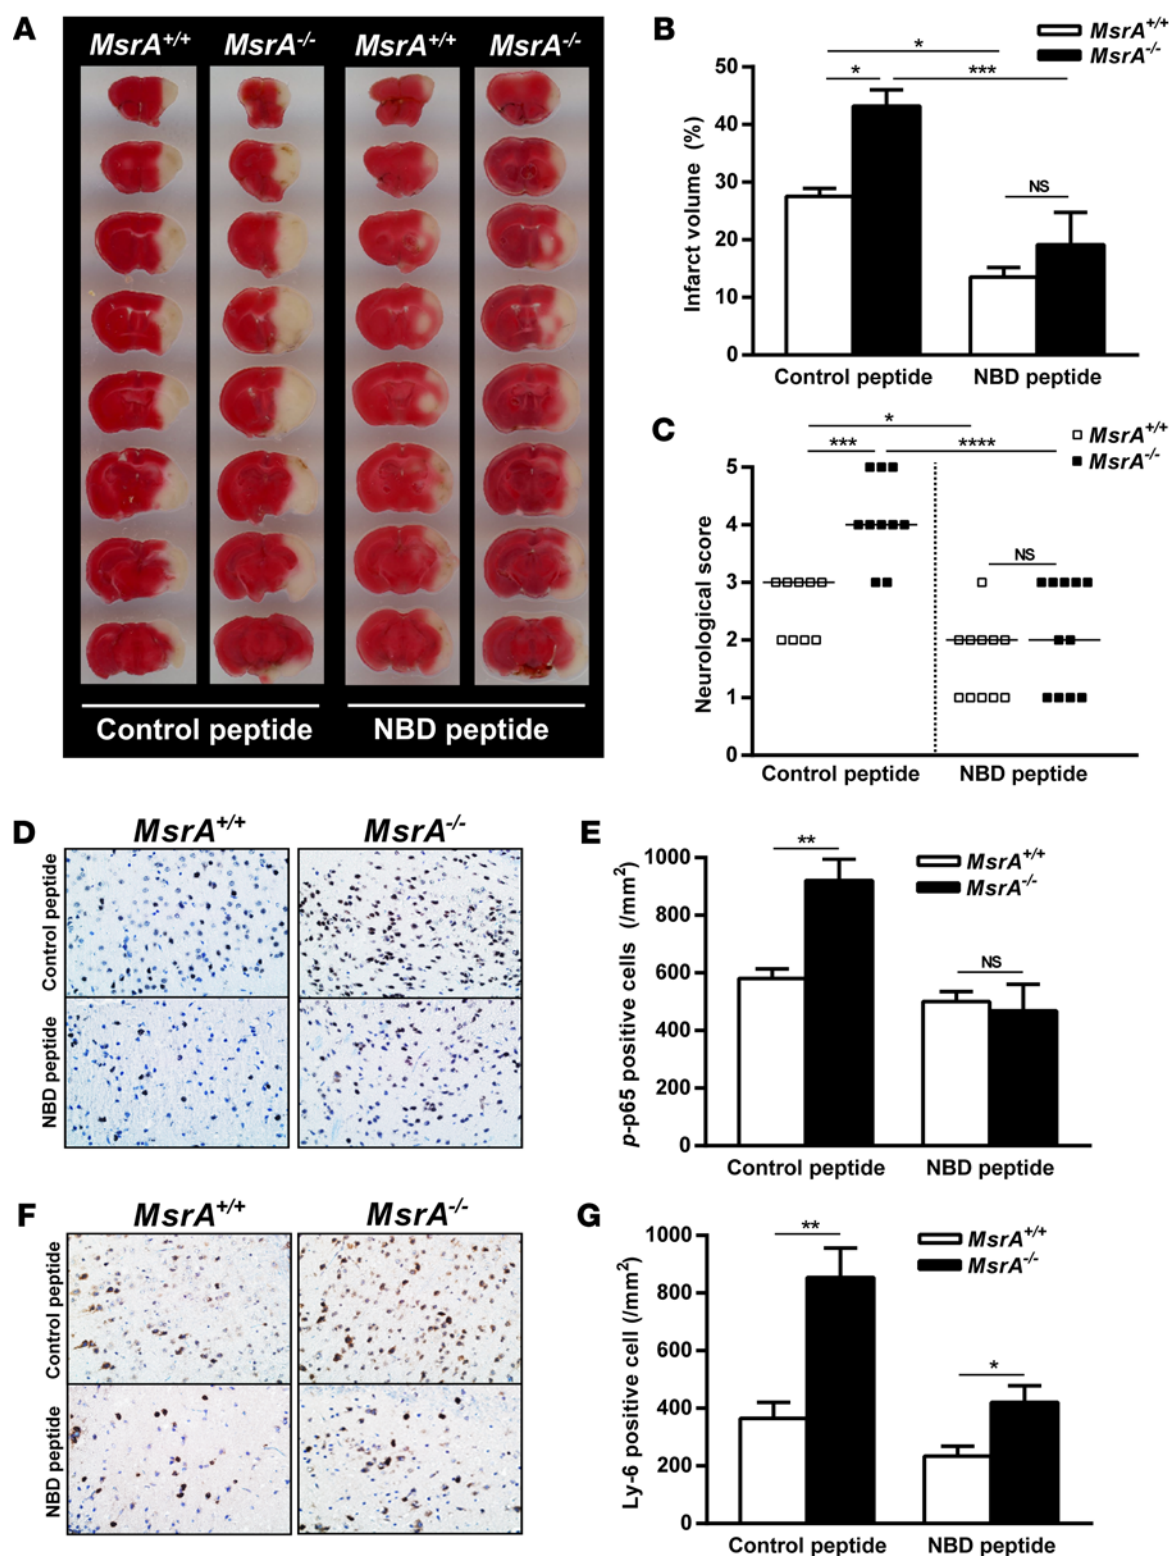 A
MsrA+/+ MsrA-/- MsrA+/+ MsrA-/-
Control peptide NBD peptide
B
MsrA+/+
MsrA-/-
* 
* ***
NS
Infarct volume (%)
50
40
30
20
10
0
Control peptide NBD peptide
C
MsrA+/+
MsrA-/-
*
*** ****
NS
Neurological score
5
4
3
2
1
0
Control peptide NBD peptide
D
MsrA+/+ MsrA-/-
Control peptide
NBD peptide
E
MsrA+/+
MsrA-/-
**
NS
p-p65 positive cells (/mm²)
1000
800
600
400
200
0
Control peptide NBD peptide
F
MsrA+/+ MsrA-/-
Control peptide
NBD peptide
G
MsrA+/+
MsrA-/-
**
*
Ly-6 positive cell (/mm²)
1000
800
600
400
200
0
Control peptide NBD peptide